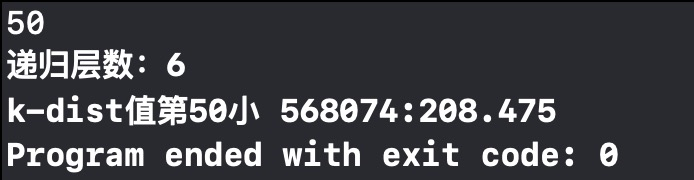 50
递归层数：6
k-dist值第50小 568074:208.475
Program ended with exit code: 0